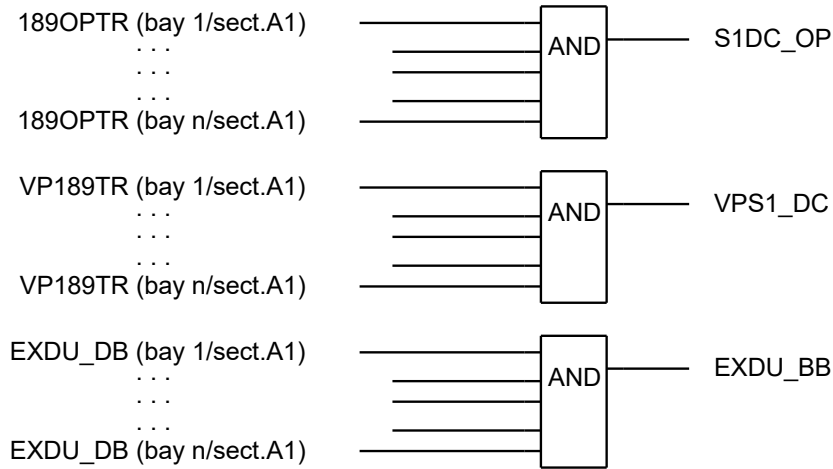 189OPTR (bay 1/sect.A1)
. . .
. . .
. . .
189OPTR (bay n/sect.A1)
AND
S1DC_OP
VP189TR (bay 1/sect.A1)
. . .
. . .
. . .
VP189TR (bay n/sect.A1)
AND
VPS1_DC
EXDU_DB (bay 1/sect.A1)
. . .
. . .
. . .
EXDU_DB (bay n/sect.A1)
AND
EXDU_BB